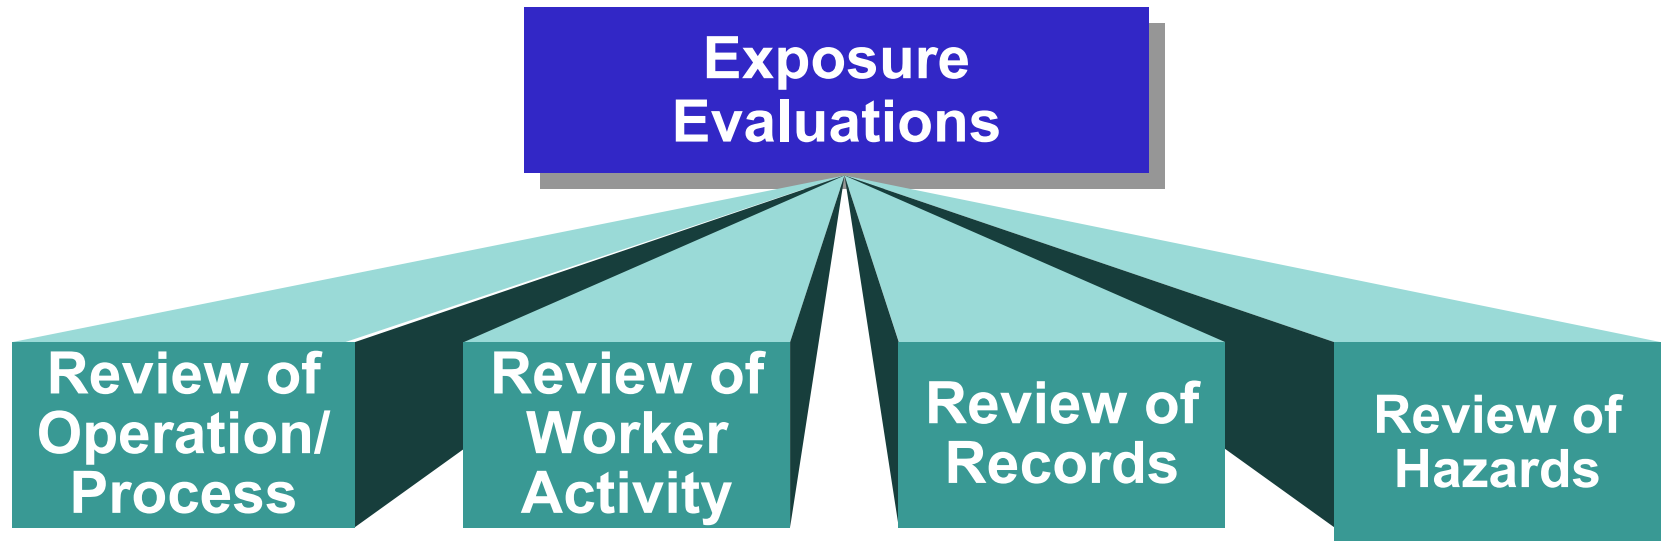 Exposure
Evaluations
Review of
Operation/
Process
Review of
Worker
Activity
Review of
Records
Review of
Hazards